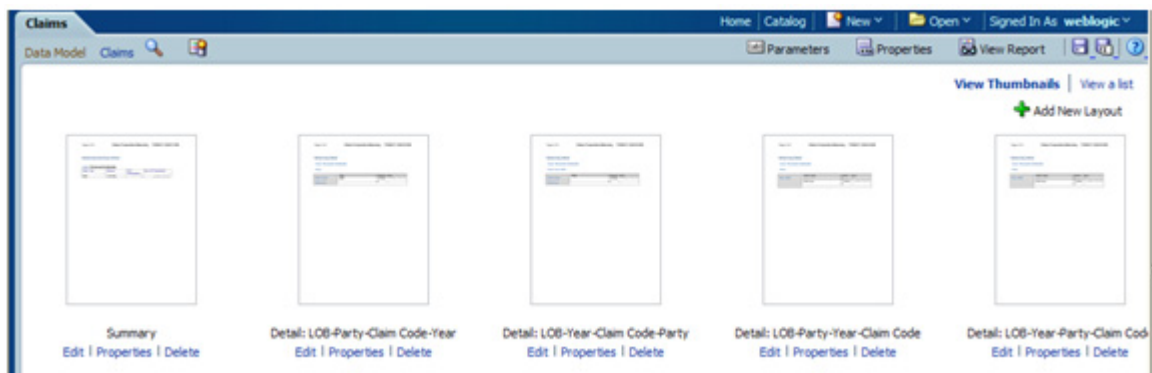 Claims Home Catalog New Open Signed In As weblogic
Data Model Claims Parameters Properties View Report
View Thumbnails View a list
Add New Layout
Summary Detail: LOB-Party-Claim Code-Year Detail: LOB-Year-Claim Code-Party Detail: LOB-Party-Year-Claim Code Detail: LOB-Year-Party-Claim Cod
Edit | Properties | Delete Edit | Properties | Delete Edit | Properties | Delete Edit | Properties | Delete Edit | Properties | Delete